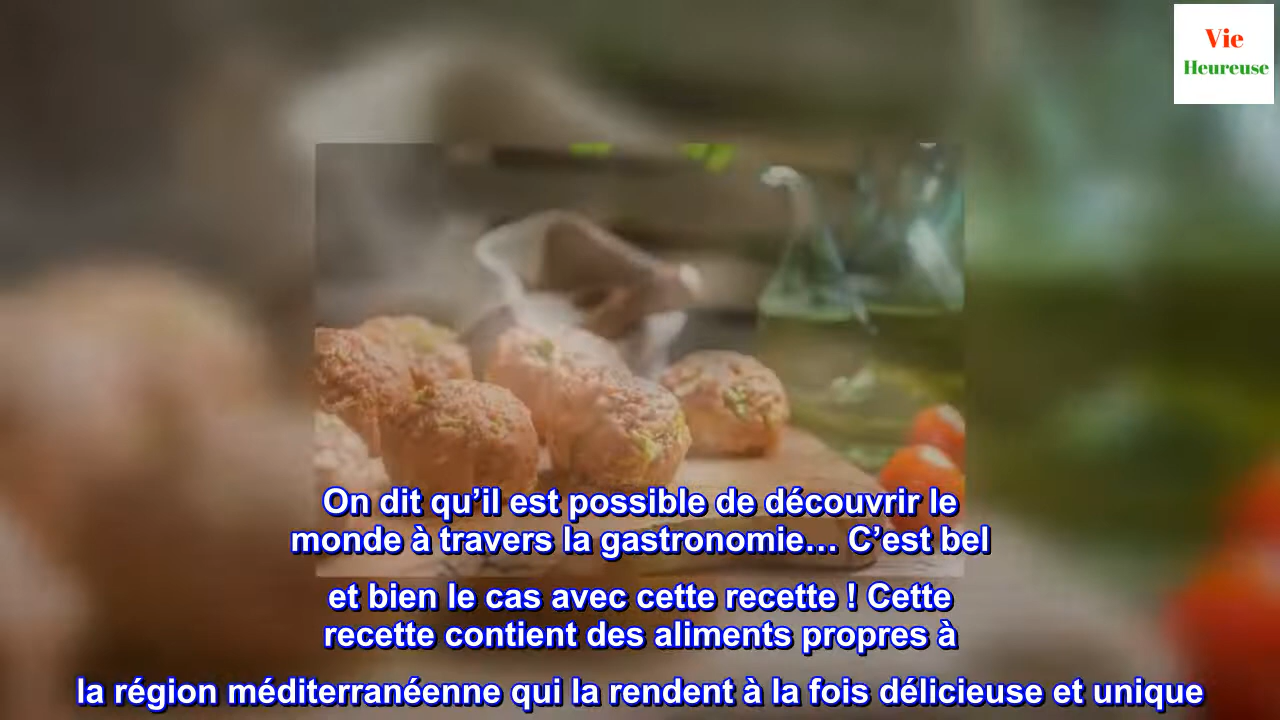 Vie
Heureuse
On dit qu’il est possible de découvrir le
monde à travers la gastronomie… C’est bel
et bien le cas avec cette recette ! Cette
recette contient des aliments propres à
la région méditerranéenne qui la rendent à la fois délicieuse et unique